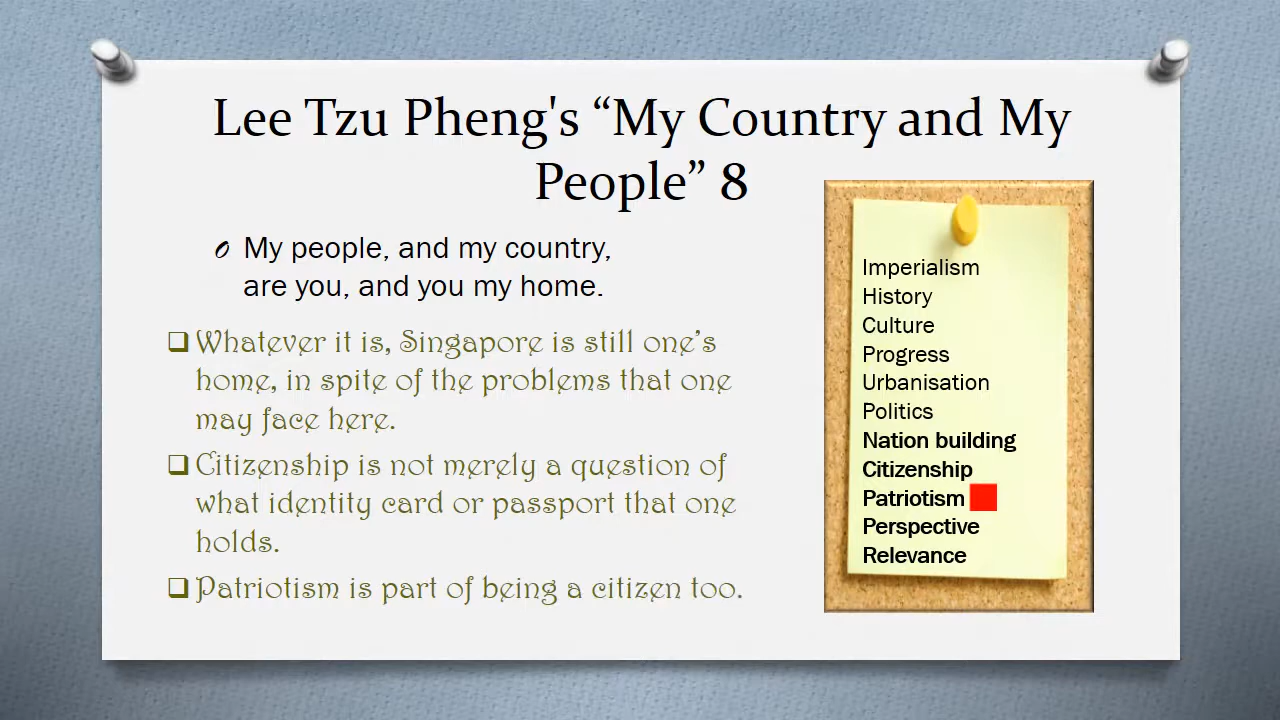 Lee Tzu Pheng's “My Country and My
People” 8
My people, and my country,
are you, and you my home.
Whatever it is, Singapore is still one’s
home, in spite of the problems that one
may face here.
Citizenship is not merely a question of
what identity card or passport that one
holds.
Patriotism is part of being a citizen too.
Imperialism
History
Culture
Progress
Urbanisation
Politics
Nation building
Citizenship
Patriotism
Perspective
Relevance